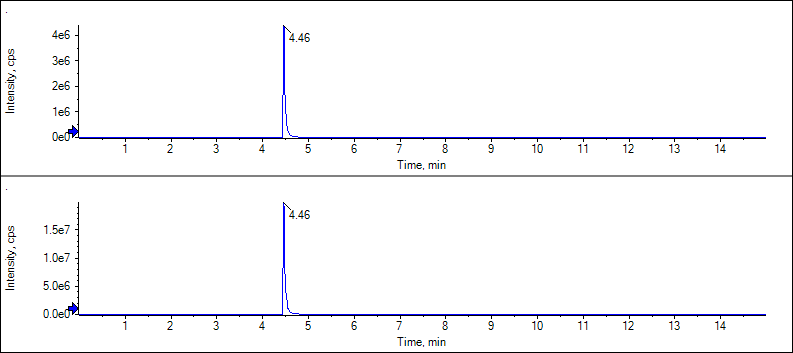 4.46
4e6
3e6
Intensity, cps
2e6
1e6
0e0
1 2 3 4 5 6 7 8 9 10 11 12 13 14
Time, min
4.46
1.5e7
Intensity, cps
1.0e7
5.0e6
0.0e0
1 2 3 4 5 6 7 8 9 10 11 12 13 14
Time, min